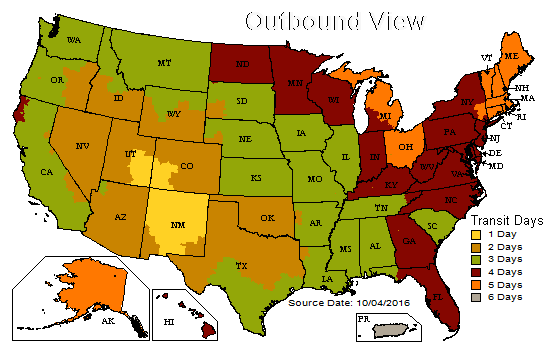 Outbound View
WA
MT
ND
MN
VT
ME
OR
ID
SD
WI
MI
NY
NH
MA
RI
CT
WY
NE
IA
PA
NJ
NV
UT
CO
IL
IN
OH
DE
MD
CA
KS
MO
WV
VA
KY
AZ
NM
OK
AR
TN
NC
SC
TX
LA
MS
AL
GA
FL
AK
HI
PR
Transit Days
1 Day
2 Days
3 Days
4 Days
5 Days
6 Days
Source Date: 10/04/2016